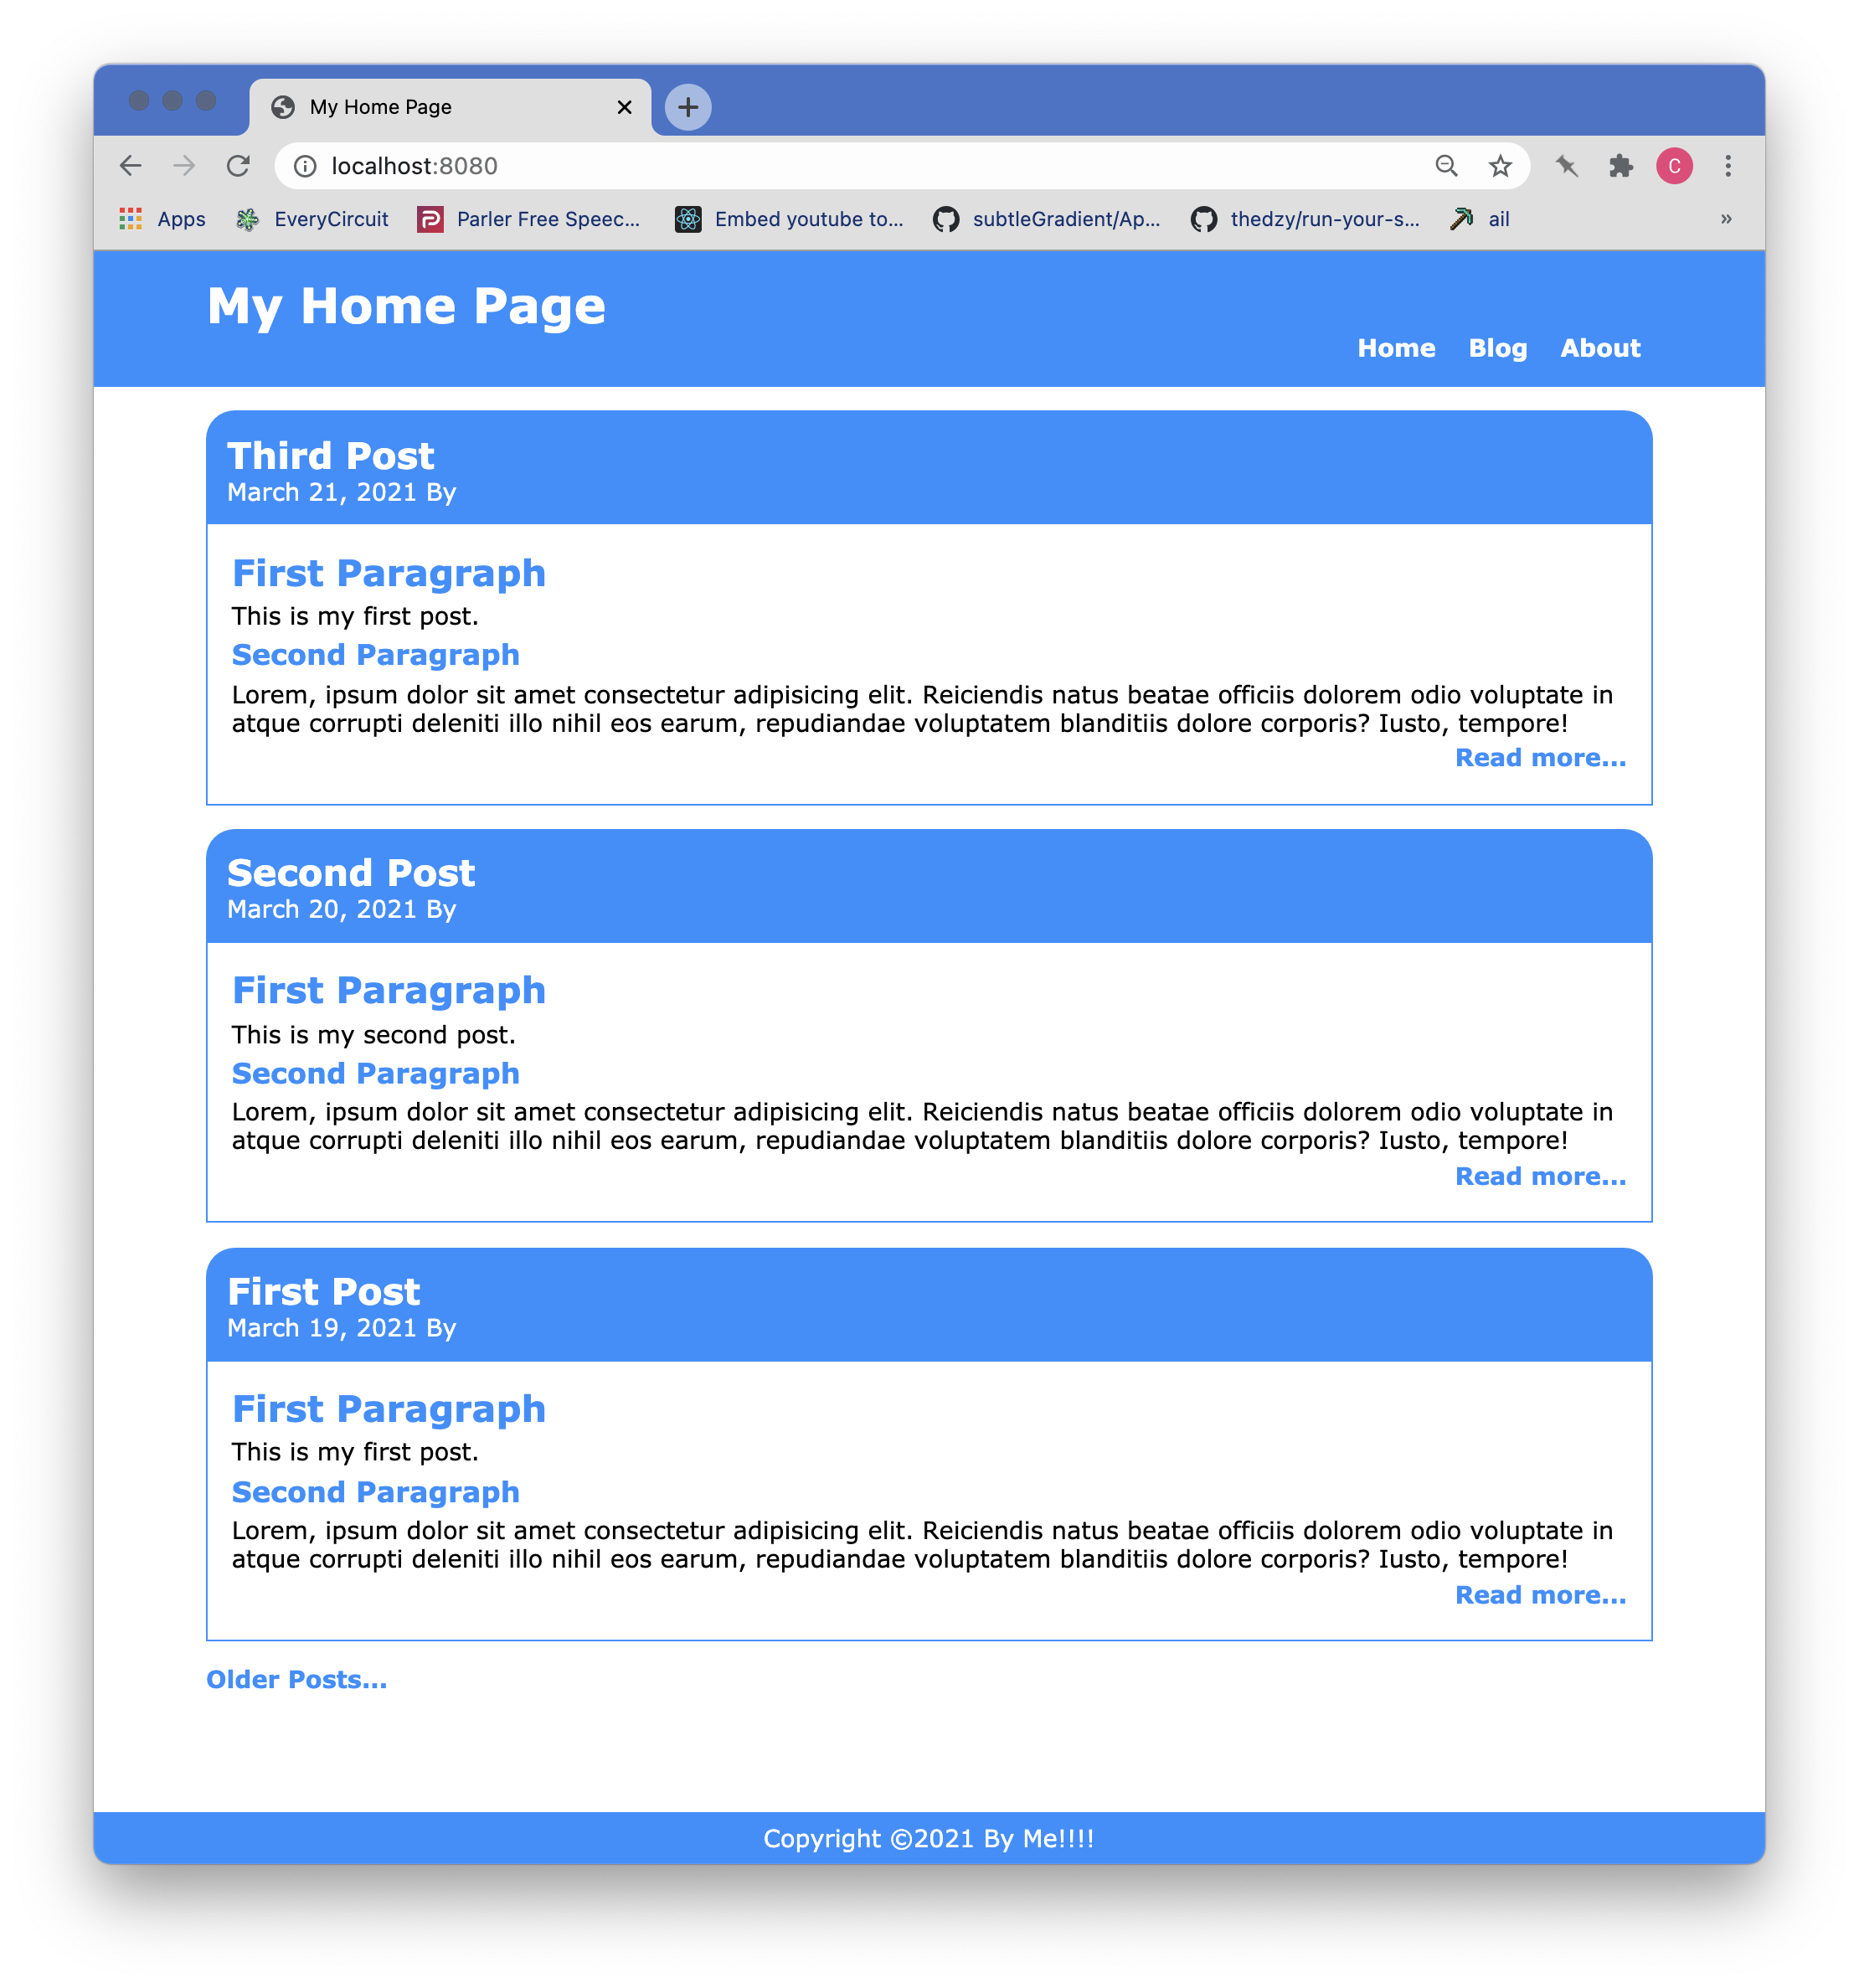 My Home Page
localhost:8080
C
Apps EveryCircuit Parler Free Speec... Embed youtube to... subtleGradient/Ap... thedzy/run-your-s... ail »
My Home Page
Home Blog About
Third Post
March 21, 2021 By
First Paragraph
This is my first post.
Second Paragraph
Lorem, ipsum dolor sit amet consectetur adipisicing elit. Reiciendis natus beatae officiis dolorem odio voluptate in
atque corrupti deleniti illo nihil eos earum, repudiandae voluptatem blanditiis dolore corporis? Iusto, tempore!
Read more...
Second Post
March 20, 2021 By
First Paragraph
This is my second post.
Second Paragraph
Lorem, ipsum dolor sit amet consectetur adipisicing elit. Reiciendis natus beatae officiis dolorem odio voluptate in
atque corrupti deleniti illo nihil eos earum, repudiandae voluptatem blanditiis dolore corporis? Iusto, tempore!
Read more...
First Post
March 19, 2021 By
First Paragraph
This is my first post.
Second Paragraph
Lorem, ipsum dolor sit amet consectetur adipisicing elit. Reiciendis natus beatae officiis dolorem odio voluptate in
atque corrupti deleniti illo nihil eos earum, repudiandae voluptatem blanditiis dolore corporis? Iusto, tempore!
Read more...
Older Posts...
Copyright ©2021 By Me!!!!